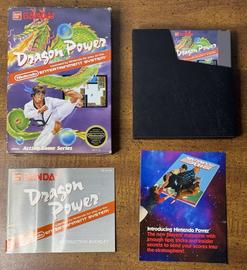 BANDAI
Dragon Power
Nintendo
ENTERTAINMENT SYSTEM
Action Game Series
BANDAI
Dragon
Power
ENTERTAINMENT SYSTEM
INSTRUCTION BOOKLET
Introducing Nintendo Power
The new players' magazine with
enough tips, tricks and insider
secrets to send your scores into
the stratosphere!